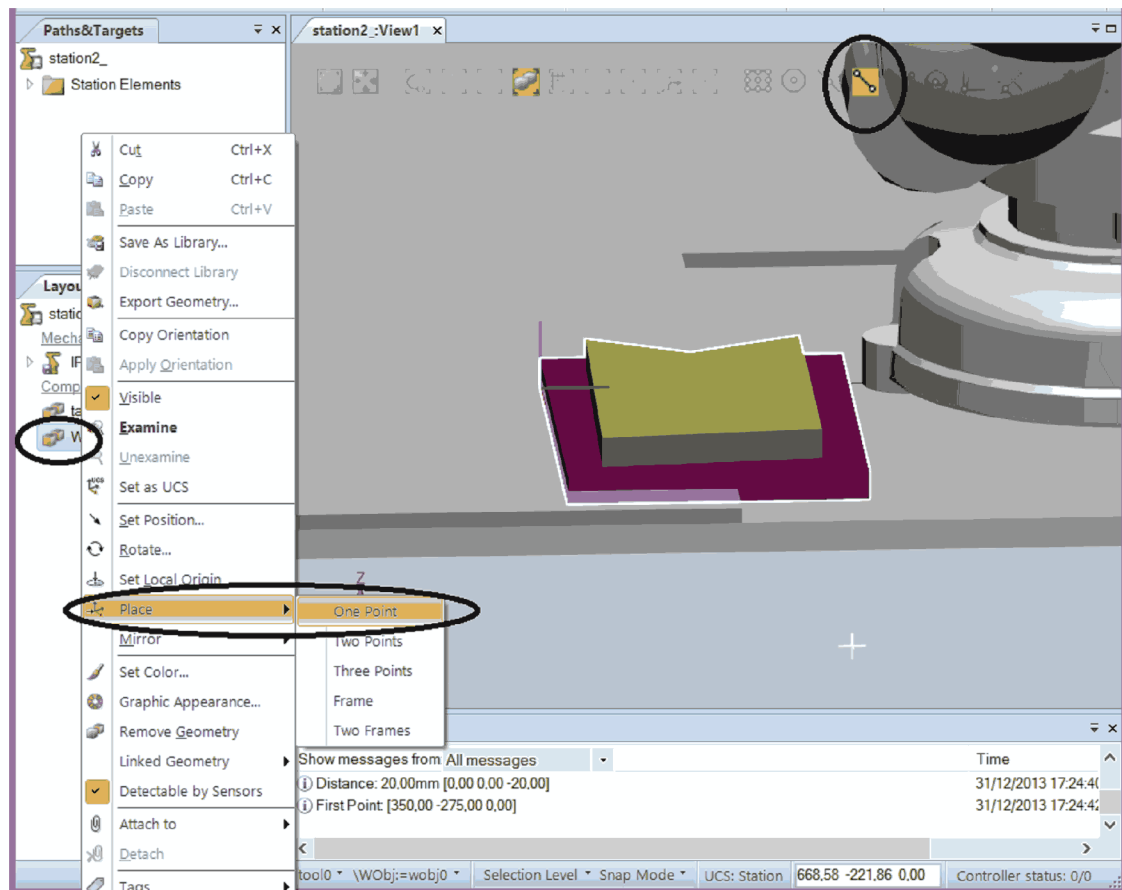 Paths&Targets
station2_:View1
station2_
Station Elements
Cut Ctrl+X
Copy Ctrl+C
Paste Ctrl+V
Save As Library...
Disconnect Library
Export Geometry...
Copy Orientation
Apply Orientation
Visible
Examine
Unexamine
Set as UCS
Set Position...
Rotate...
Set Local Origin
Place
Mirror
Set Color...
Graphic Appearance...
Remove Geometry
Linked Geometry
Detectable by Sensors
Attach to
Detach
Tags
Layou
static
Mecha
IF
Comp
ta
W
Z
One Point
Two Points
Three Points
Frame
Two Frames
Show messages from All messages Time
Distance: 20,00mm [0,00 0,00 -20,00] 31/12/2013 17:24:40
First Point [350,00 -275,00 0,00] 31/12/2013 17:24:42
tool0 \WObj:=wobj0 Selection Level Snap Mode UCS: Station 668,58 -221,86 0,00 Controller status: 0/0